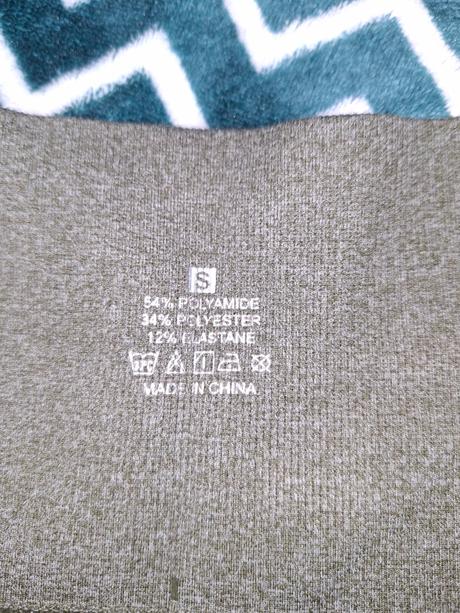 S
54% POLYAMIDE
34% POLYESTER
12% ELASTANE
MADE IN CHINA